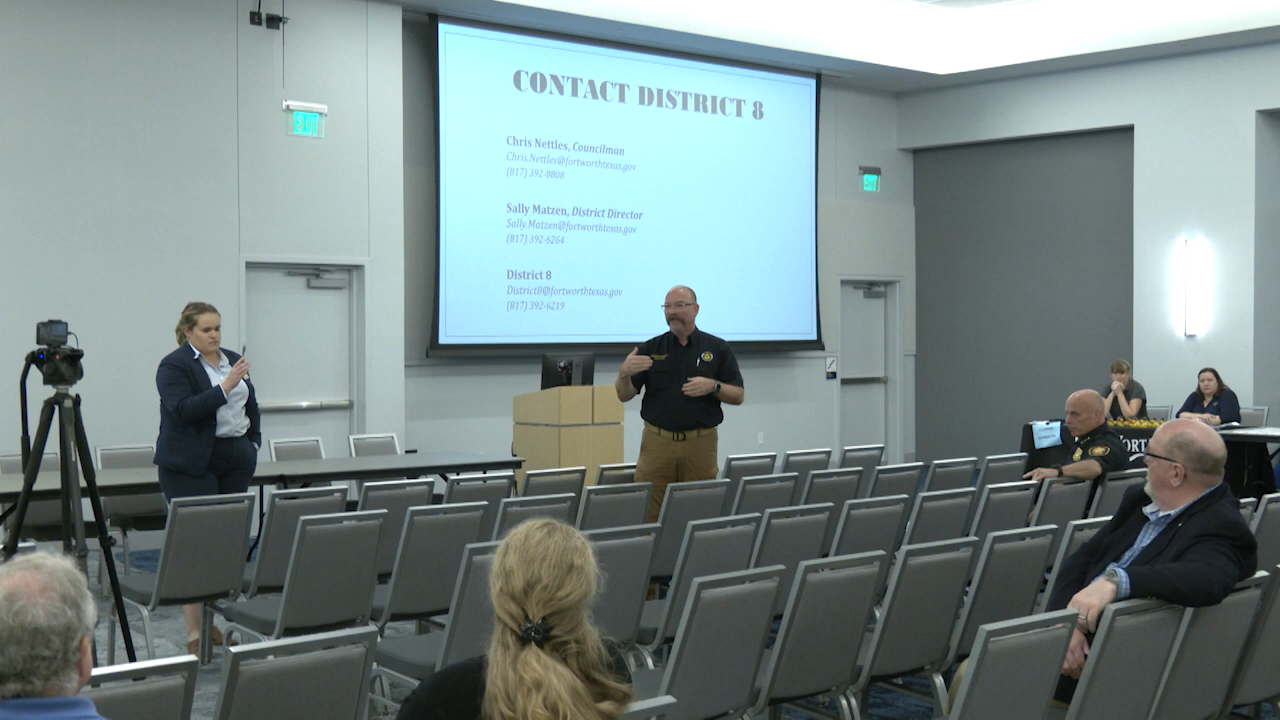 CONTACT DISTRICT 8
Chris Nettles, Councilman
Chris.Nettles@fortworthtexas.gov
(817) 392-8808
Sally Matzen, District Director
Sally.Matzen@fortworthtexas.gov
(817) 392-6264
District 8
District8@fortworthtexas.gov
(817) 392-6219
EXIT
EXIT